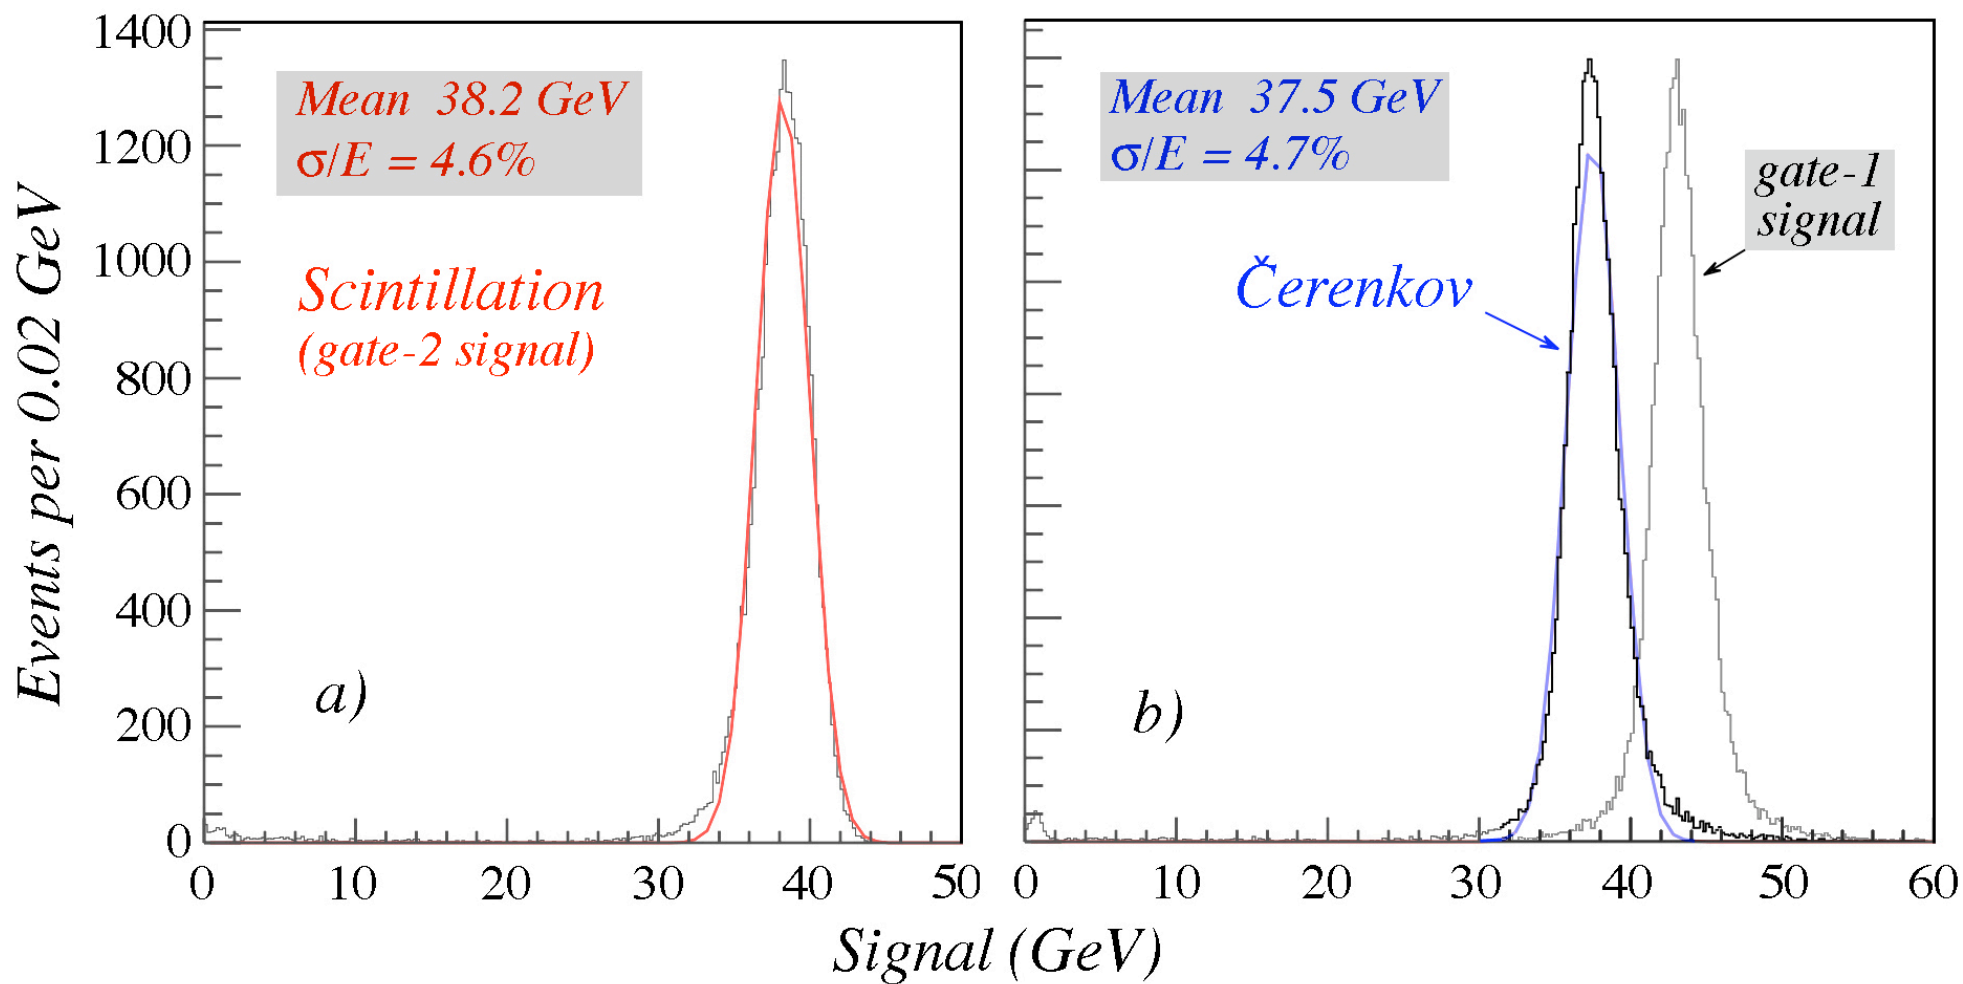 Events per 0.02 GeV
1400
1200
1000
800
600
400
200
0
Mean 38.2 GeV
σ/E = 4.6%
Scintillation
(gate-2 signal)
a)
0 10 20 30 40 50
Mean 37.5 GeV
σ/E = 4.7%
gate-1
signal
Čerenkov
b)
0 10 20 30 40 50 60
Signal (GeV)